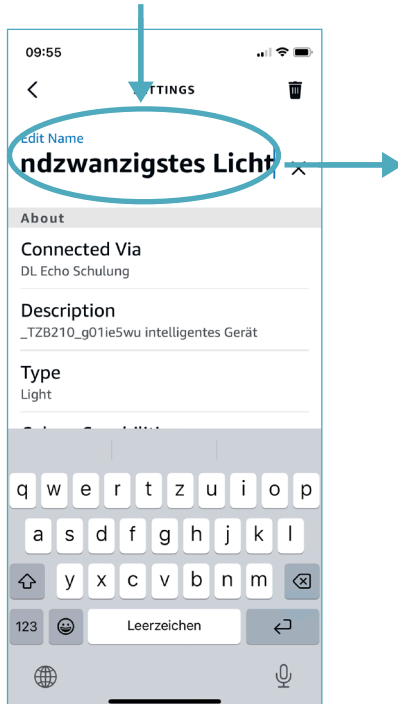 09:55
TTINGS
Edit Name
ndzwanzigstes Licht
About
Connected Via
DL Echo Schulung
Description
_TZB210_g01ie5wu intelligentes Gerät
Type
Light
q w e r t z u i o p
a s d f g h j k l
y x c v b n m
123
Leerzeichen